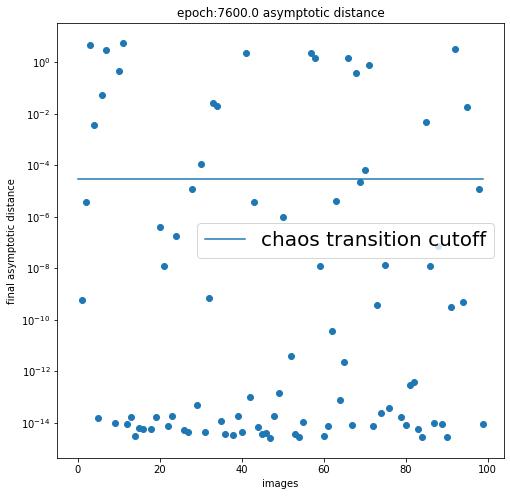 epoch:7600.0 asymptotic distance
final asymptotic distance
10^0
10^-2
10^-4
10^-6
10^-8
10^-10
10^-12
10^-14
chaos transition cutoff
0 20 40 60 80 100
images